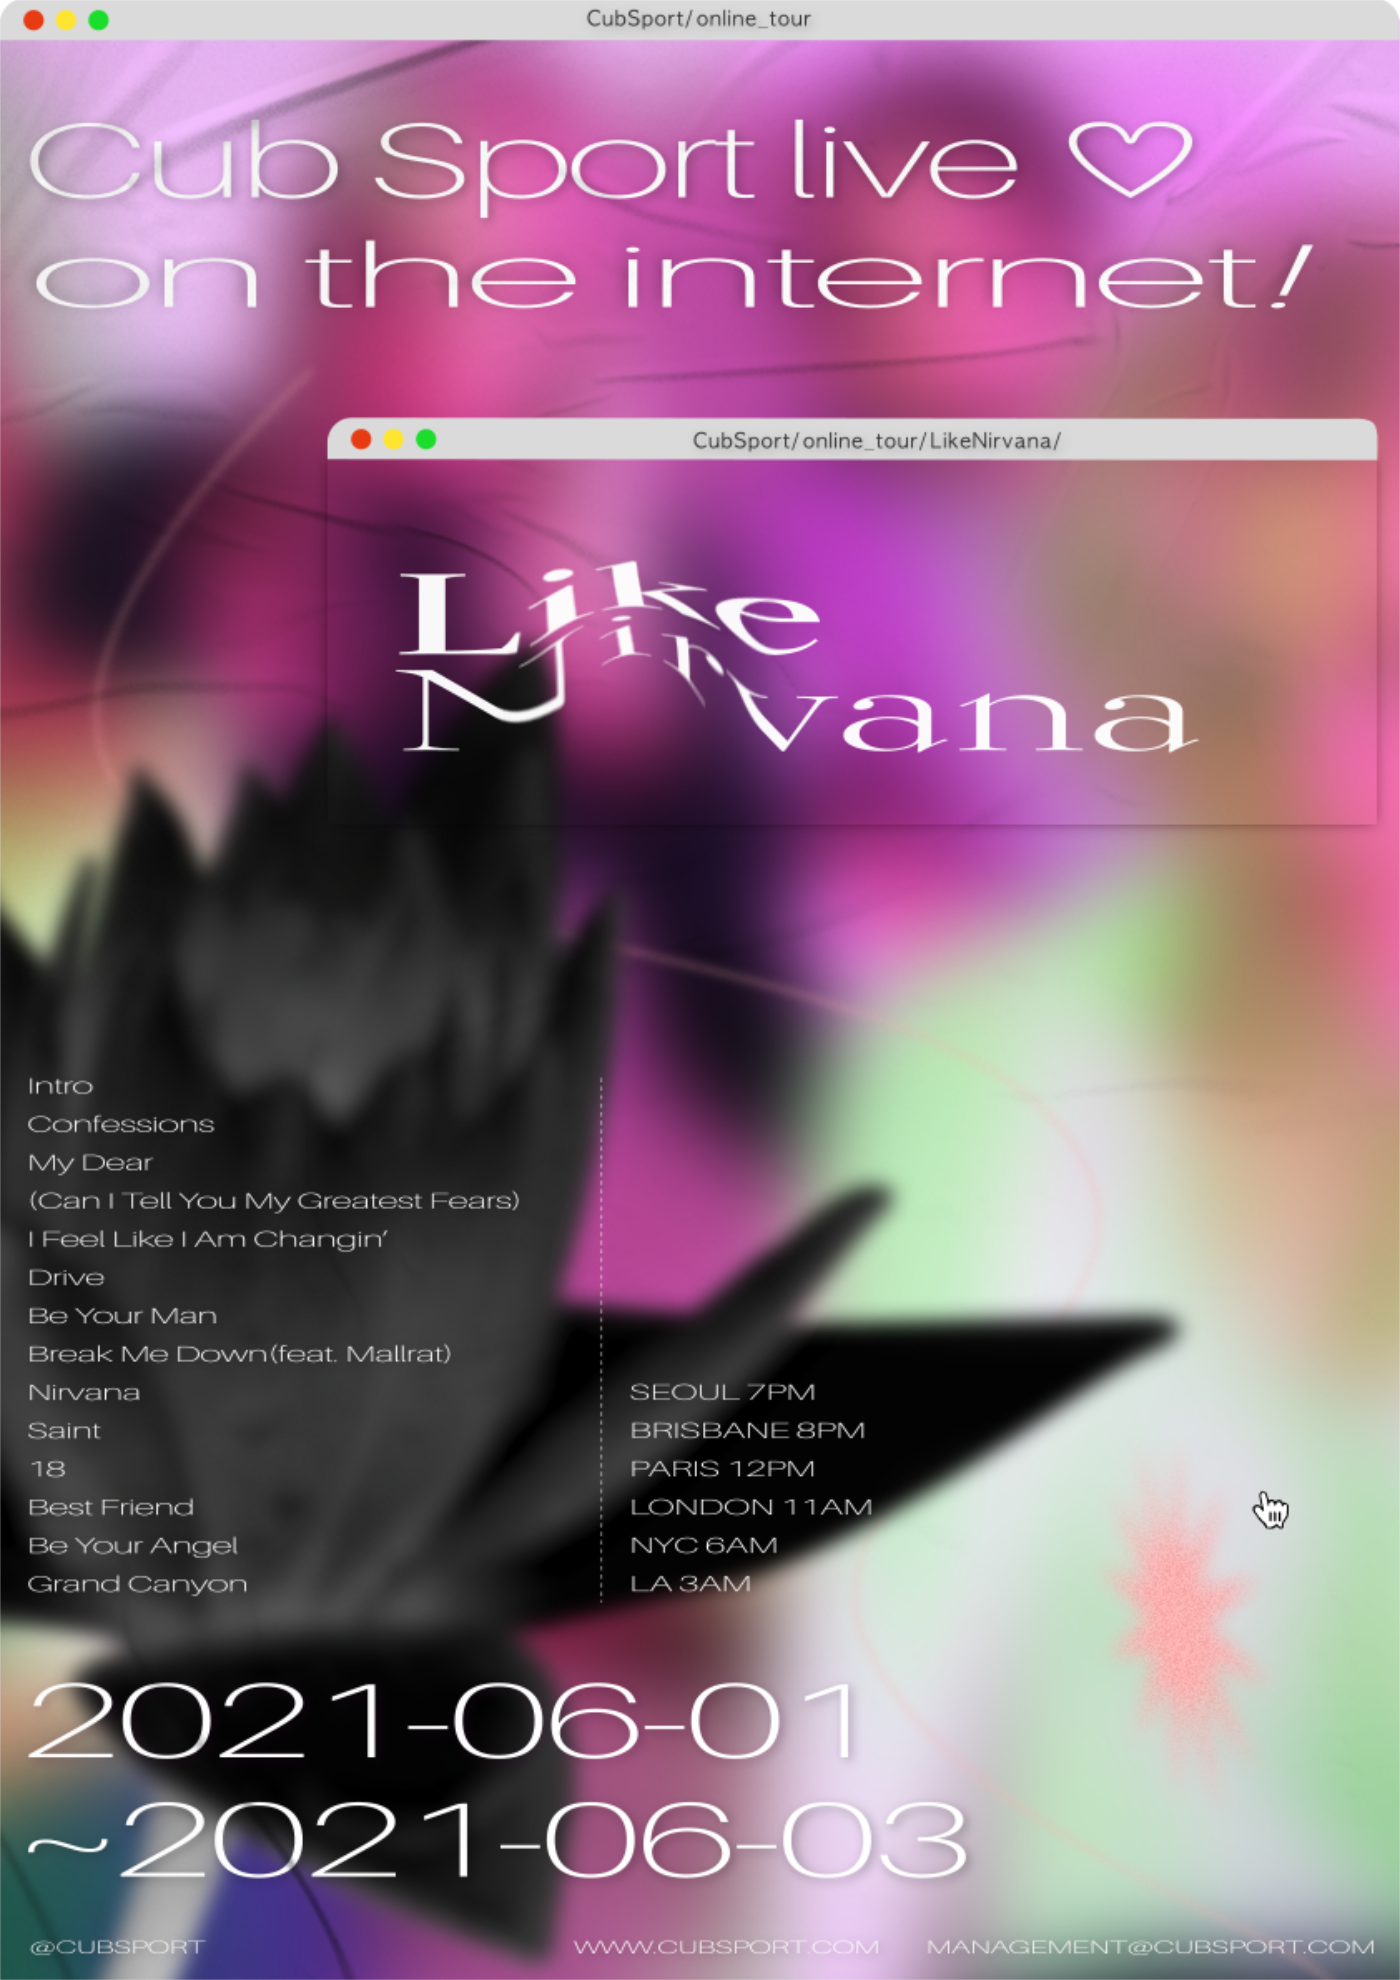 CubSport/online_tour
Cub Sport live ♡
on the internet!
CubSport/online_tour/LikeNirvana/
Like
Nirvana
Intro
Confessions
My Dear
(Can I Tell You My Greatest Fears)
I Feel Like I Am Changin’
Drive
Be Your Man
Break Me Down(feat. Mallrat)
Nirvana
Saint
18
Best Friend
Be Your Angel
Grand Canyon
SEOUL 7PM
BRISBANE 8PM
PARIS 12PM
LONDON 11AM
NYC 6AM
LA 3AM
2021-06-01
~2021-06-03
@CUBSPORT
WWW.CUBSPORT.COM
MANAGEMENT@CUBSPORT.COM